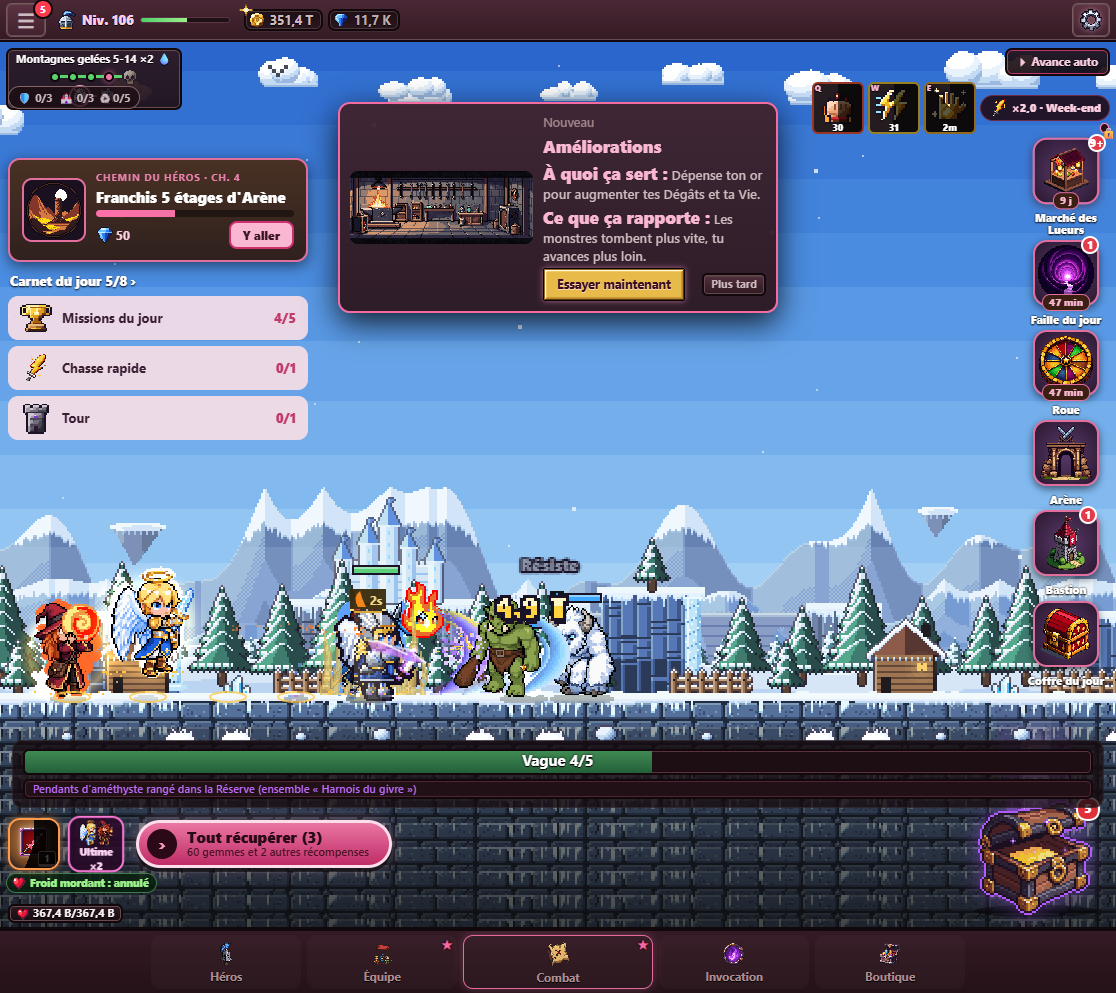 5
Niv. 106
351,4 T
11,7 K
Montagnes gelées 5-14 ×2
0/3
0/3
0/5
Avance auto
Q
30
W
31
E
2m
×2,0 - Week-end
CHEMIN DU HÉROS · CH. 4
Franchis 5 étages d'Arène
50
Y aller
Carnet du jour 5/8 ›
Missions du jour
4/5
Chasse rapide
0/1
Tour
0/1
Nouveau
Améliorations
À quoi ça sert : Dépense ton or
pour augmenter tes Dégâts et ta Vie.
Ce que ça rapporte : Les
monstres tombent plus vite, tu
avances plus loin.
Essayer maintenant
Plus tard
9+
9 j
Marché des
Lueurs
1
47 min
Faille du jour
47 min
Roue
Arène
1
Bastion
Coffre du jour
Résiste
2s
4.9 T
Vague 4/5
Pendants d'améthyste rangé dans la Réserve (ensemble « Harnois du givre »)
1
Ultime
×2
Tout récupérer (3)
60 gemmes et 2 autres récompenses
Froid mordant : annulé
367,4 B/367,4 B
Héros
Équipe
Combat
Invocation
Boutique